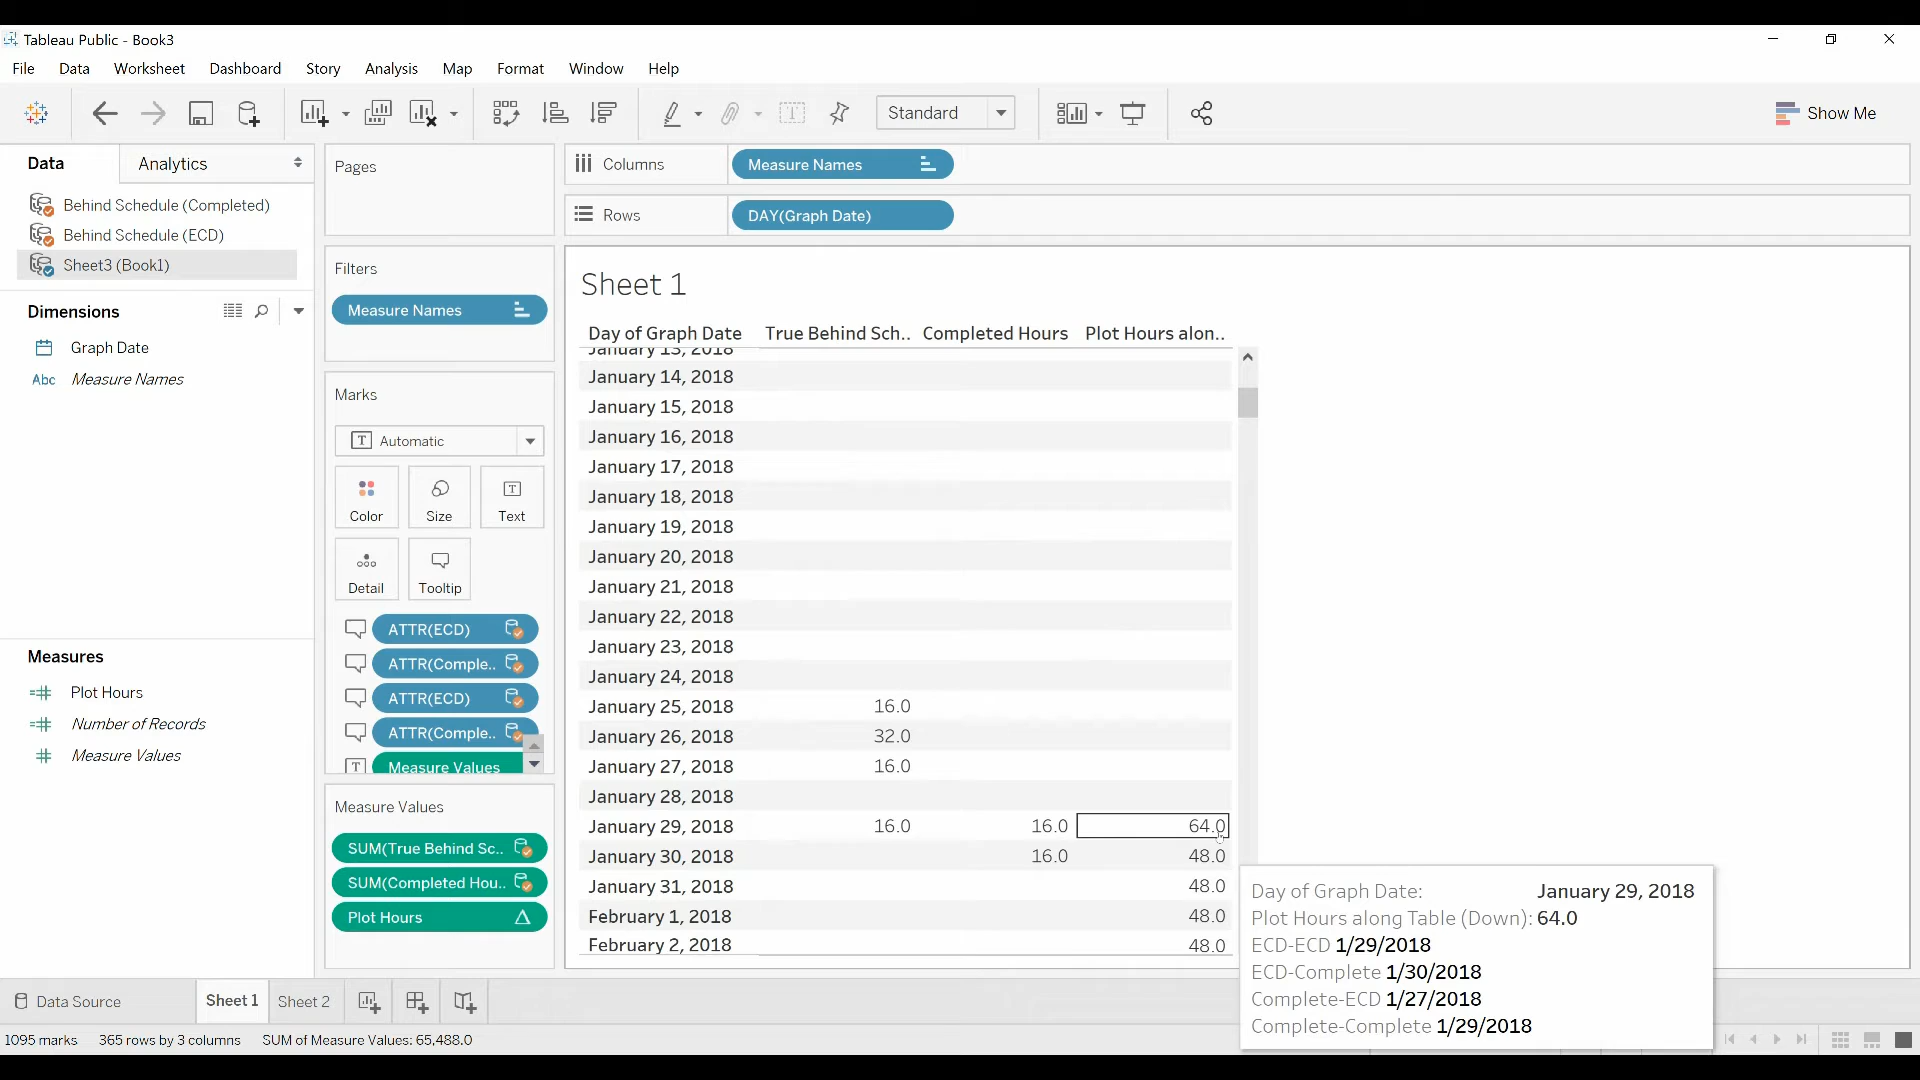 Tableau Public - Book3
File Data Worksheet Dashboard Story Analysis Map Format Window Help
Standard
Show Me
Data
Analytics
Behind Schedule (Completed)
Behind Schedule (ECD)
Sheet3 (Book1)
Dimensions
Graph Date
Abc Measure Names
Measures
Plot Hours
Number of Records
Measure Values
Pages
Filters
Measure Names
Marks
Automatic
Color Size Text
Detail Tooltip
ATTR(ECD)
ATTR(Comple..
ATTR(ECD)
ATTR(Comple..
Measure Values
Measure Values
SUM(True Behind Sc..
SUM(Completed Hou..
Plot Hours
Columns Measure Names
Rows DAY(Graph Date)
Sheet 1
Day of Graph Date True Behind Sch.. Completed Hours Plot Hours alon..
January 13, 2018
January 14, 2018
January 15, 2018
January 16, 2018
January 17, 2018
January 18, 2018
January 19, 2018
January 20, 2018
January 21, 2018
January 22, 2018
January 23, 2018
January 24, 2018
January 25, 2018 16.0
January 26, 2018 32.0
January 27, 2018 16.0
January 28, 2018
January 29, 2018 16.0 16.0 64.0
January 30, 2018 16.0 48.0
January 31, 2018 48.0
February 1, 2018 48.0
February 2, 2018 48.0
Day of Graph Date: January 29, 2018
Plot Hours along Table (Down): 64.0
ECD-ECD 1/29/2018
ECD-Complete 1/30/2018
Complete-ECD 1/27/2018
Complete-Complete 1/29/2018
Data Source Sheet 1 Sheet 2
1095 marks 365 rows by 3 columns SUM of Measure Values: 65,488.0